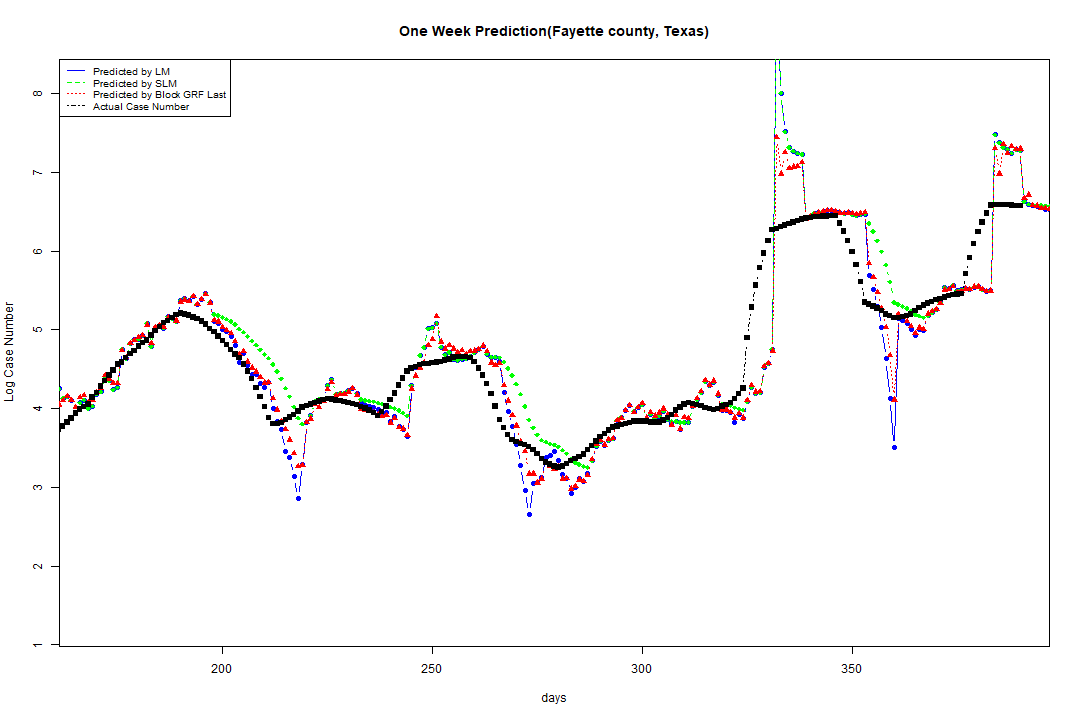 One Week Prediction(Fayette county, Texas)
Predicted by LM
Predicted by SLM
Predicted by Block GRF Last
Actual Case Number
Log Case Number
8
7
6
5
4
3
2
1
200 250 300 350
days